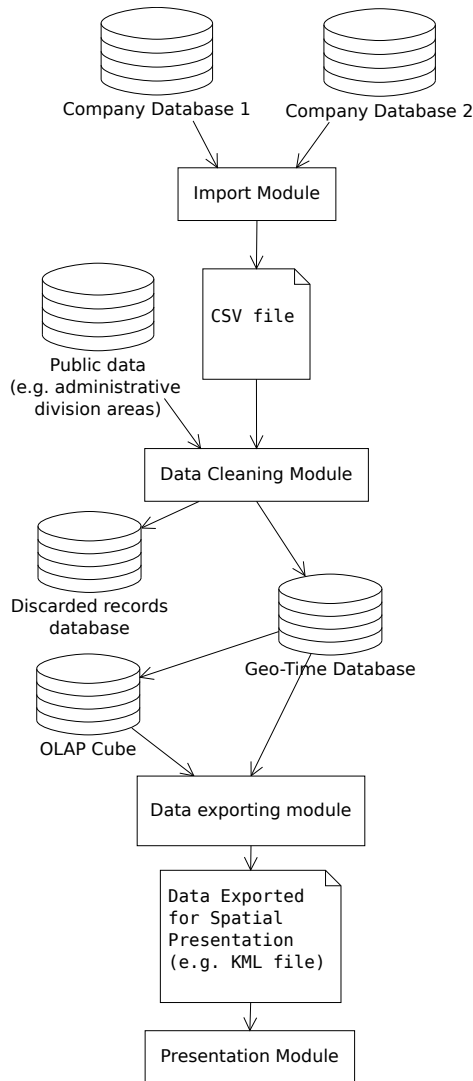 Company Database 1
Company Database 2
Import Module
CSV file
Public data
(e.g. administrative
division areas)
Data Cleaning Module
Discarded records
database
Geo-Time Database
OLAP Cube
Data exporting module
Data Exported
for Spatial
Presentation
(e.g. KML file)
Presentation Module